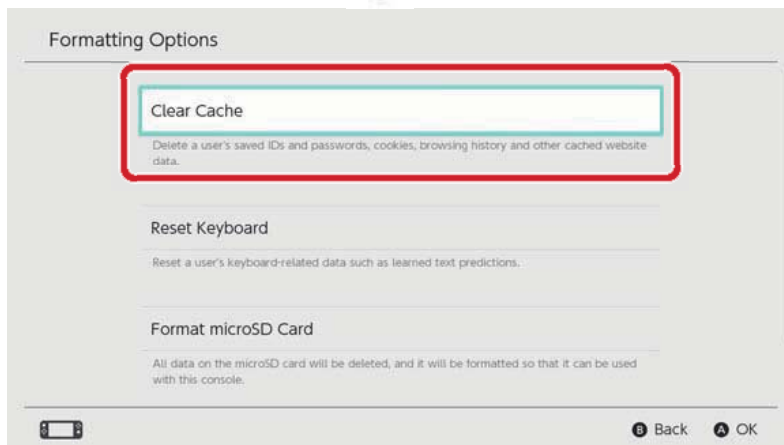 Formatting Options
Clear Cache
Delete a user's saved IDs and passwords, cookies, browsing history and other cached website
data.
Reset Keyboard
Reset a user's keyboard-related data such as learned text predictions.
Format microSD Card
All data on the microSD card will be deleted, and it will be formatted so that it can be used
with this console.
B Back A OK